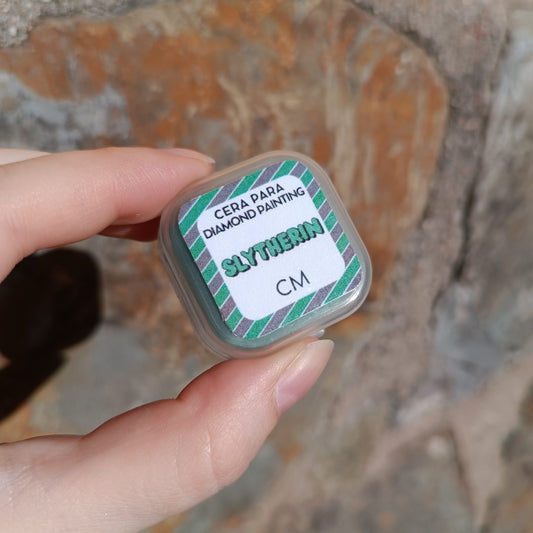 CERA PARA
DIAMOND PAINTING
SLYTHERIN
CM